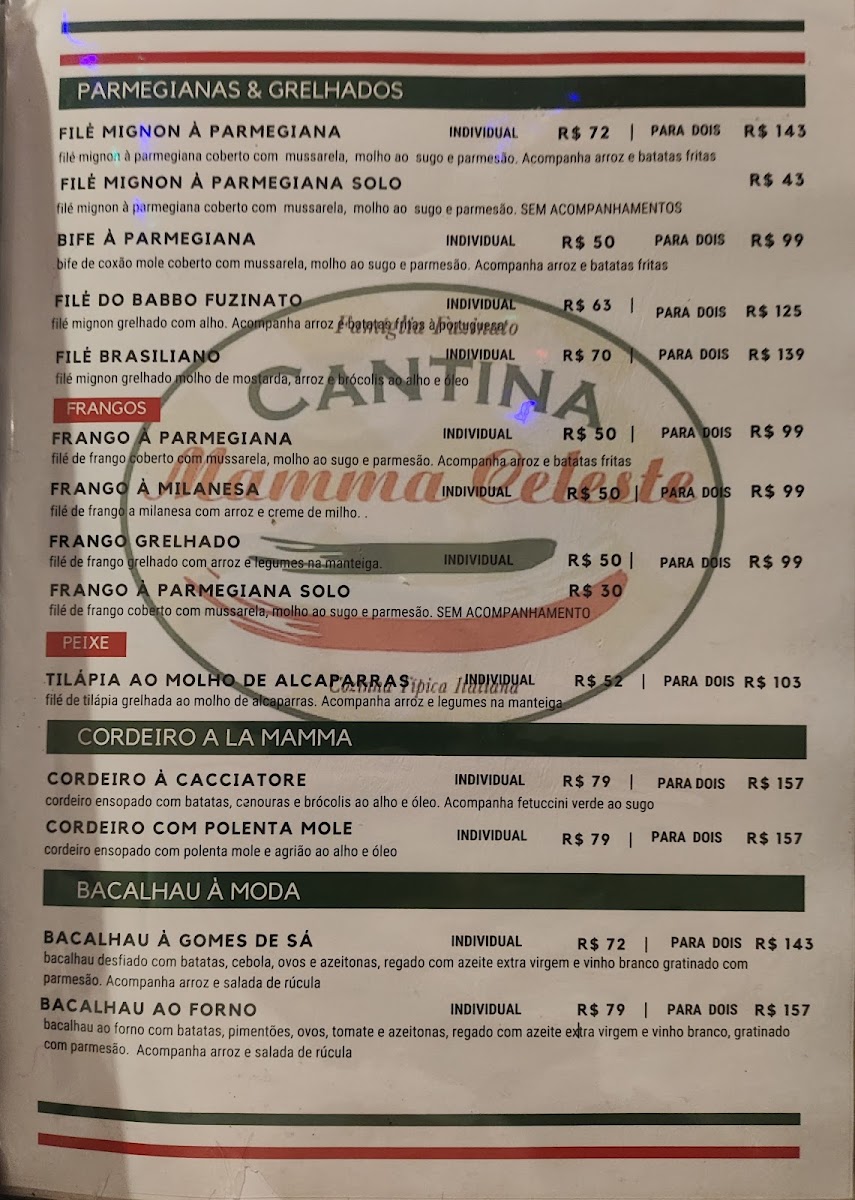 PARMEGIANAS & GRELHADOS
FILÉ MIGNON À PARMEGIANA INDIVIDUAL R$ 72 | PARA DOIS R$ 143
filé mignon à parmegiana coberto com mussarela, molho ao sugo e parmesão. Acompanha arroz e batatas fritas
FILÉ MIGNON À PARMEGIANA SOLO R$ 43
filé mignon à parmegiana coberto com mussarela, molho ao sugo e parmesão. SEM ACOMPANHAMENTOS
BIFE À PARMEGIANA INDIVIDUAL R$ 50 PARA DOIS R$ 99
bife de coxão mole coberto com mussarela, molho ao sugo e parmesão. Acompanha arroz e batatas fritas
FILÉ DO BABBO FUZINATO INDIVIDUAL R$ 63 | PARA DOIS R$ 125
filé mignon grelhado com alho. Acompanha arroz e batatas fritas à portuguesa
Famiglia Fuzinato
FILÉ BRASILIANO INDIVIDUAL R$ 70 | PARA DOIS R$ 139
filé mignon grelhado molho de mostarda, arroz e brócolis ao alho e óleo
CANTINA
FRANGOS
FRANGO À PARMEGIANA INDIVIDUAL R$ 50 | PARA DOIS R$ 99
filé de frango coberto com mussarela, molho ao sugo e parmesão. Acompanha arroz e batatas fritas
Mamma Celeste
FRANGO À MILANESA INDIVIDUAL R$ 50 | PARA DOIS R$ 99
filé de frango a milanesa com arroz e creme de milho. .
FRANGO GRELHADO
filé de frango grelhado com arroz e legumes na manteiga. INDIVIDUAL R$ 50 | PARA DOIS R$ 99
FRANGO À PARMEGIANA SOLO R$ 30
filé de frango coberto com mussarela, molho ao sugo e parmesão. SEM ACOMPANHAMENTO
PEIXE
TILÁPIA AO MOLHO DE ALCAPARRAS INDIVIDUAL R$ 52 | PARA DOIS R$ 103
Cozinha Típica Italiana
filé de tilápia grelhada ao molho de alcaparras. Acompanha arroz e legumes na manteiga
CORDEIRO A LA MAMMA
CORDEIRO À CACCIATORE INDIVIDUAL R$ 79 | PARA DOIS R$ 157
cordeiro ensopado com batatas, canouras e brócolis ao alho e óleo. Acompanha fetuccini verde ao sugo
CORDEIRO COM POLENTA MOLE INDIVIDUAL R$ 79 | PARA DOIS R$ 157
cordeiro ensopado com polenta mole e agrião ao alho e óleo
BACALHAU À MODA
BACALHAU À GOMES DE SÁ INDIVIDUAL R$ 72 | PARA DOIS R$ 143
bacalhau desfiado com batatas, cebola, ovos e azeitonas, regado com azeite extra virgem e vinho branco gratinado com
parmesão. Acompanha arroz e salada de rúcula
BACALHAU AO FORNO INDIVIDUAL R$ 79 | PARA DOIS R$ 157
bacalhau ao forno com batatas, pimentões, ovos, tomate e azeitonas, regado com azeite extra virgem e vinho branco, gratinado
com parmesão. Acompanha arroz e salada de rúcula